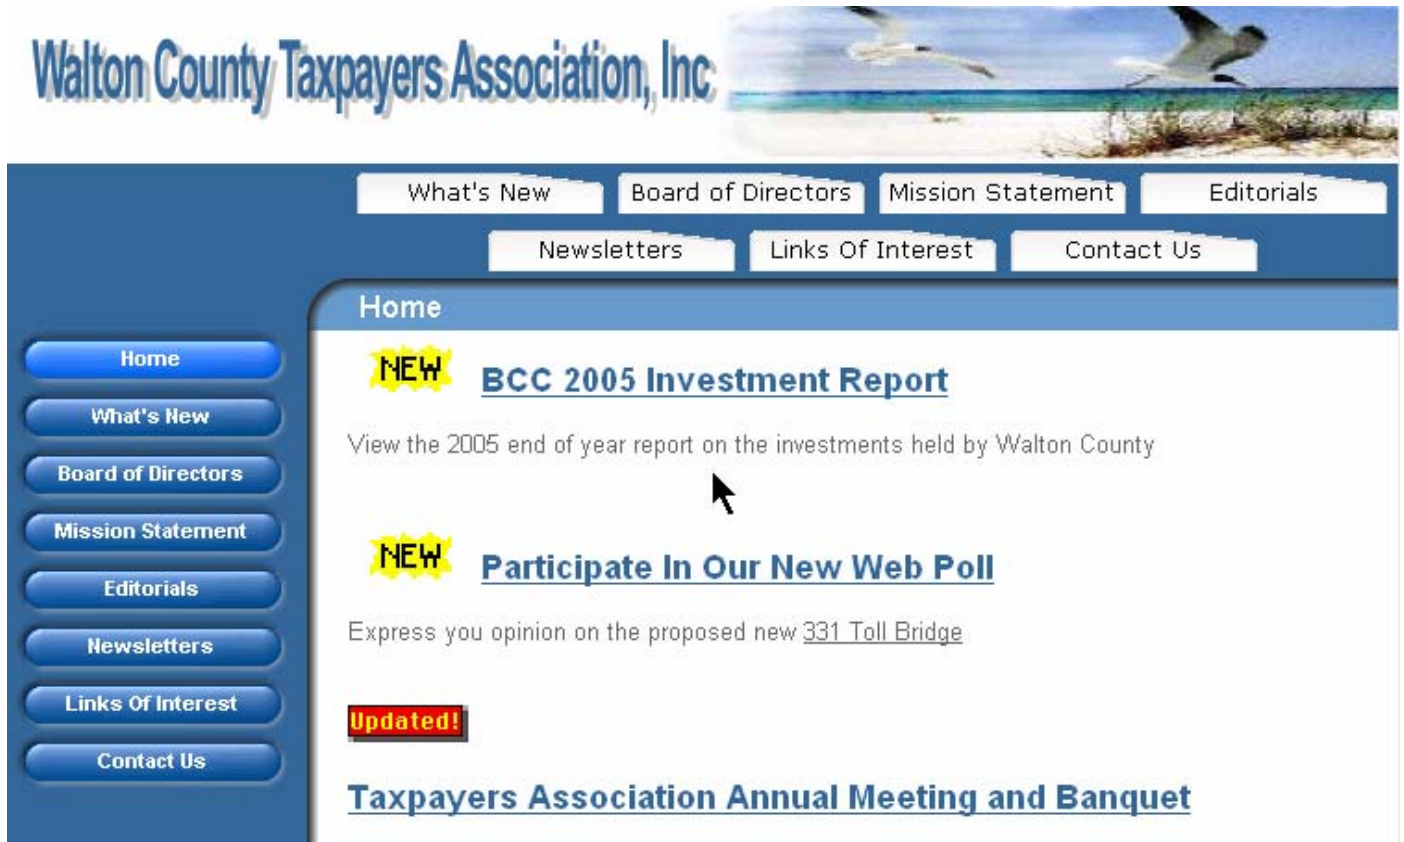 Walton County Taxpayers Association, Inc
What's New Board of Directors Mission Statement Editorials
Newsletters Links Of Interest Contact Us
Home
Home
What's New
Board of Directors
Mission Statement
Editorials
Newsletters
Links Of Interest
Contact Us
NEW BCC 2005 Investment Report
View the 2005 end of year report on the investments held by Walton County
NEW Participate In Our New Web Poll
Express you opinion on the proposed new 331 Toll Bridge
Updated!
Taxpayers Association Annual Meeting and Banquet